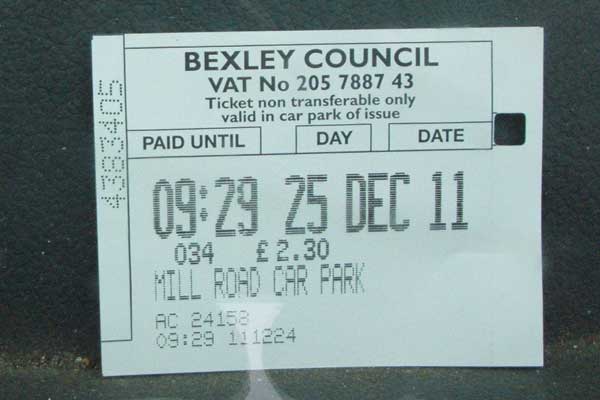 BEXLEY COUNCIL
VAT No 205 7887 43
Ticket non transferable only
valid in car park of issue
PAID UNTIL DAY DATE
09:29 25 DEC 11
034 £2.30
MILL ROAD CAR PARK
AC 24158
09:29 111224
4383405